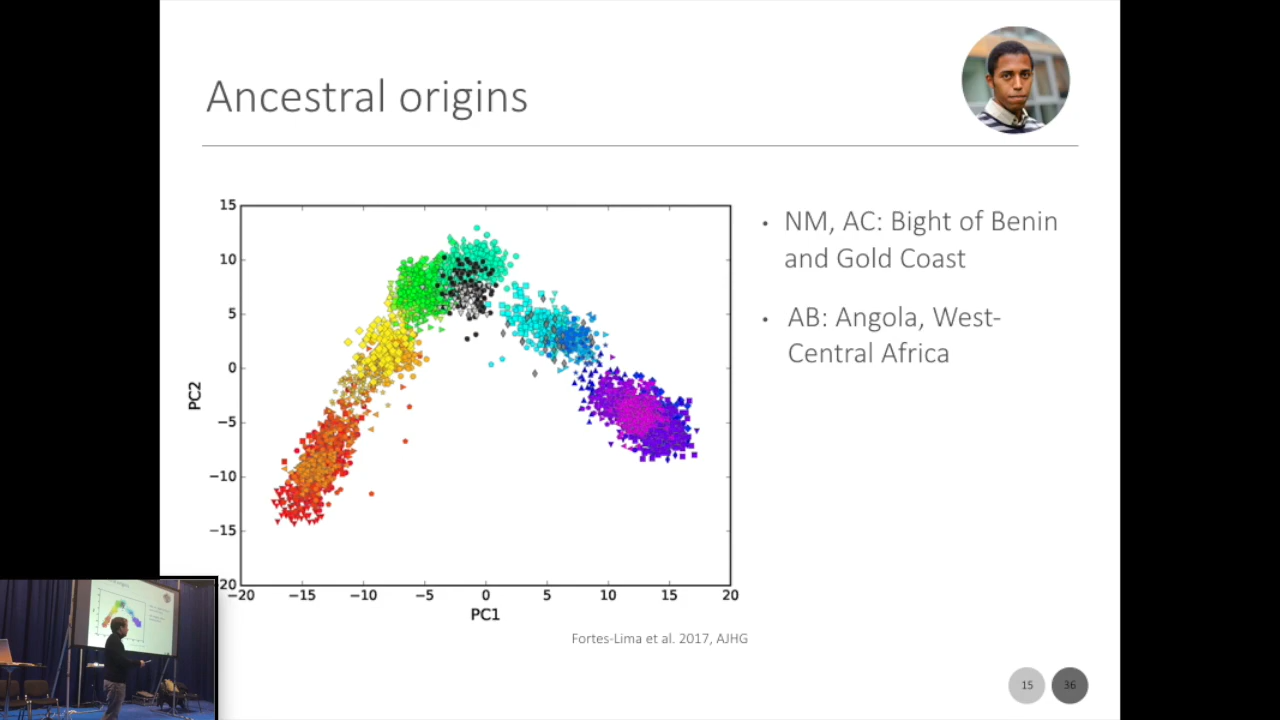 Ancestral origins
15
10
5
0
−5
−10
−15
20
−20
−15
−10
−5
0
5
10
15
20
PC2
PC1
• NM, AC: Bight of Benin
and Gold Coast
• AB: Angola, West-
Central Africa
Fortes-Lima et al. 2017, AJHG
15
36